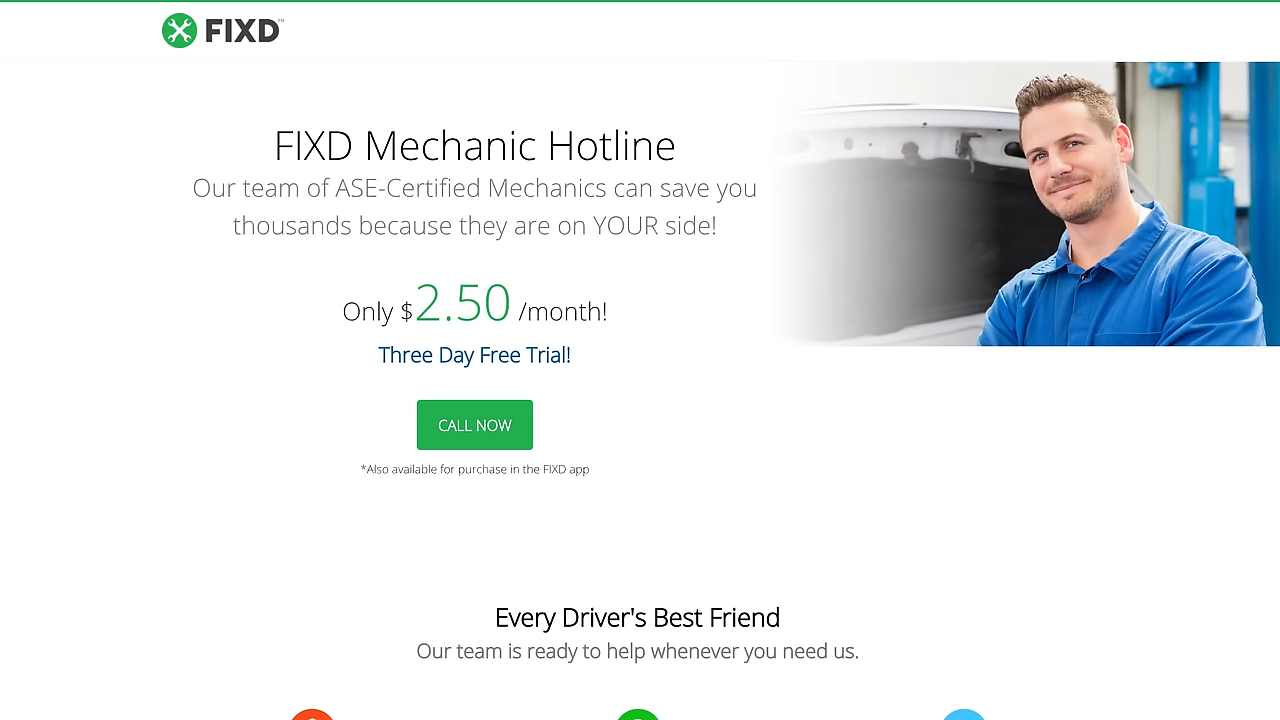 FIXD™
FIXD Mechanic Hotline
Our team of ASE-Certified Mechanics can save you
thousands because they are on YOUR side!
Only $2.50 /month!
Three Day Free Trial!
CALL NOW
*Also available for purchase in the FIXD app
Every Driver's Best Friend
Our team is ready to help whenever you need us.